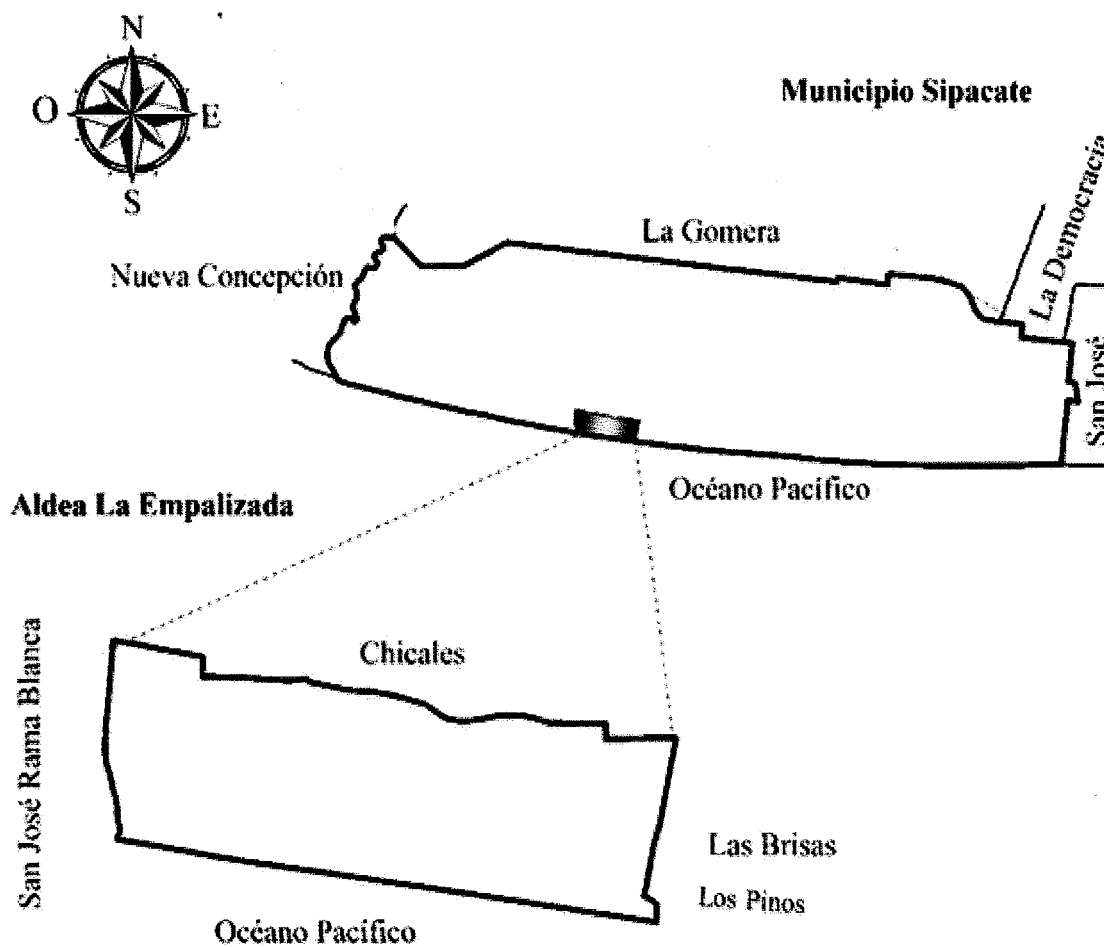 N
O
E
S
Municipio Sipacate
La Democracia
La Gomera
Nueva Concepción
San José
Océano Pacífico
Aldea La Empalizada
San José Rama Blanca
Chicales
Las Brisas
Los Pinos
Océano Pacífico